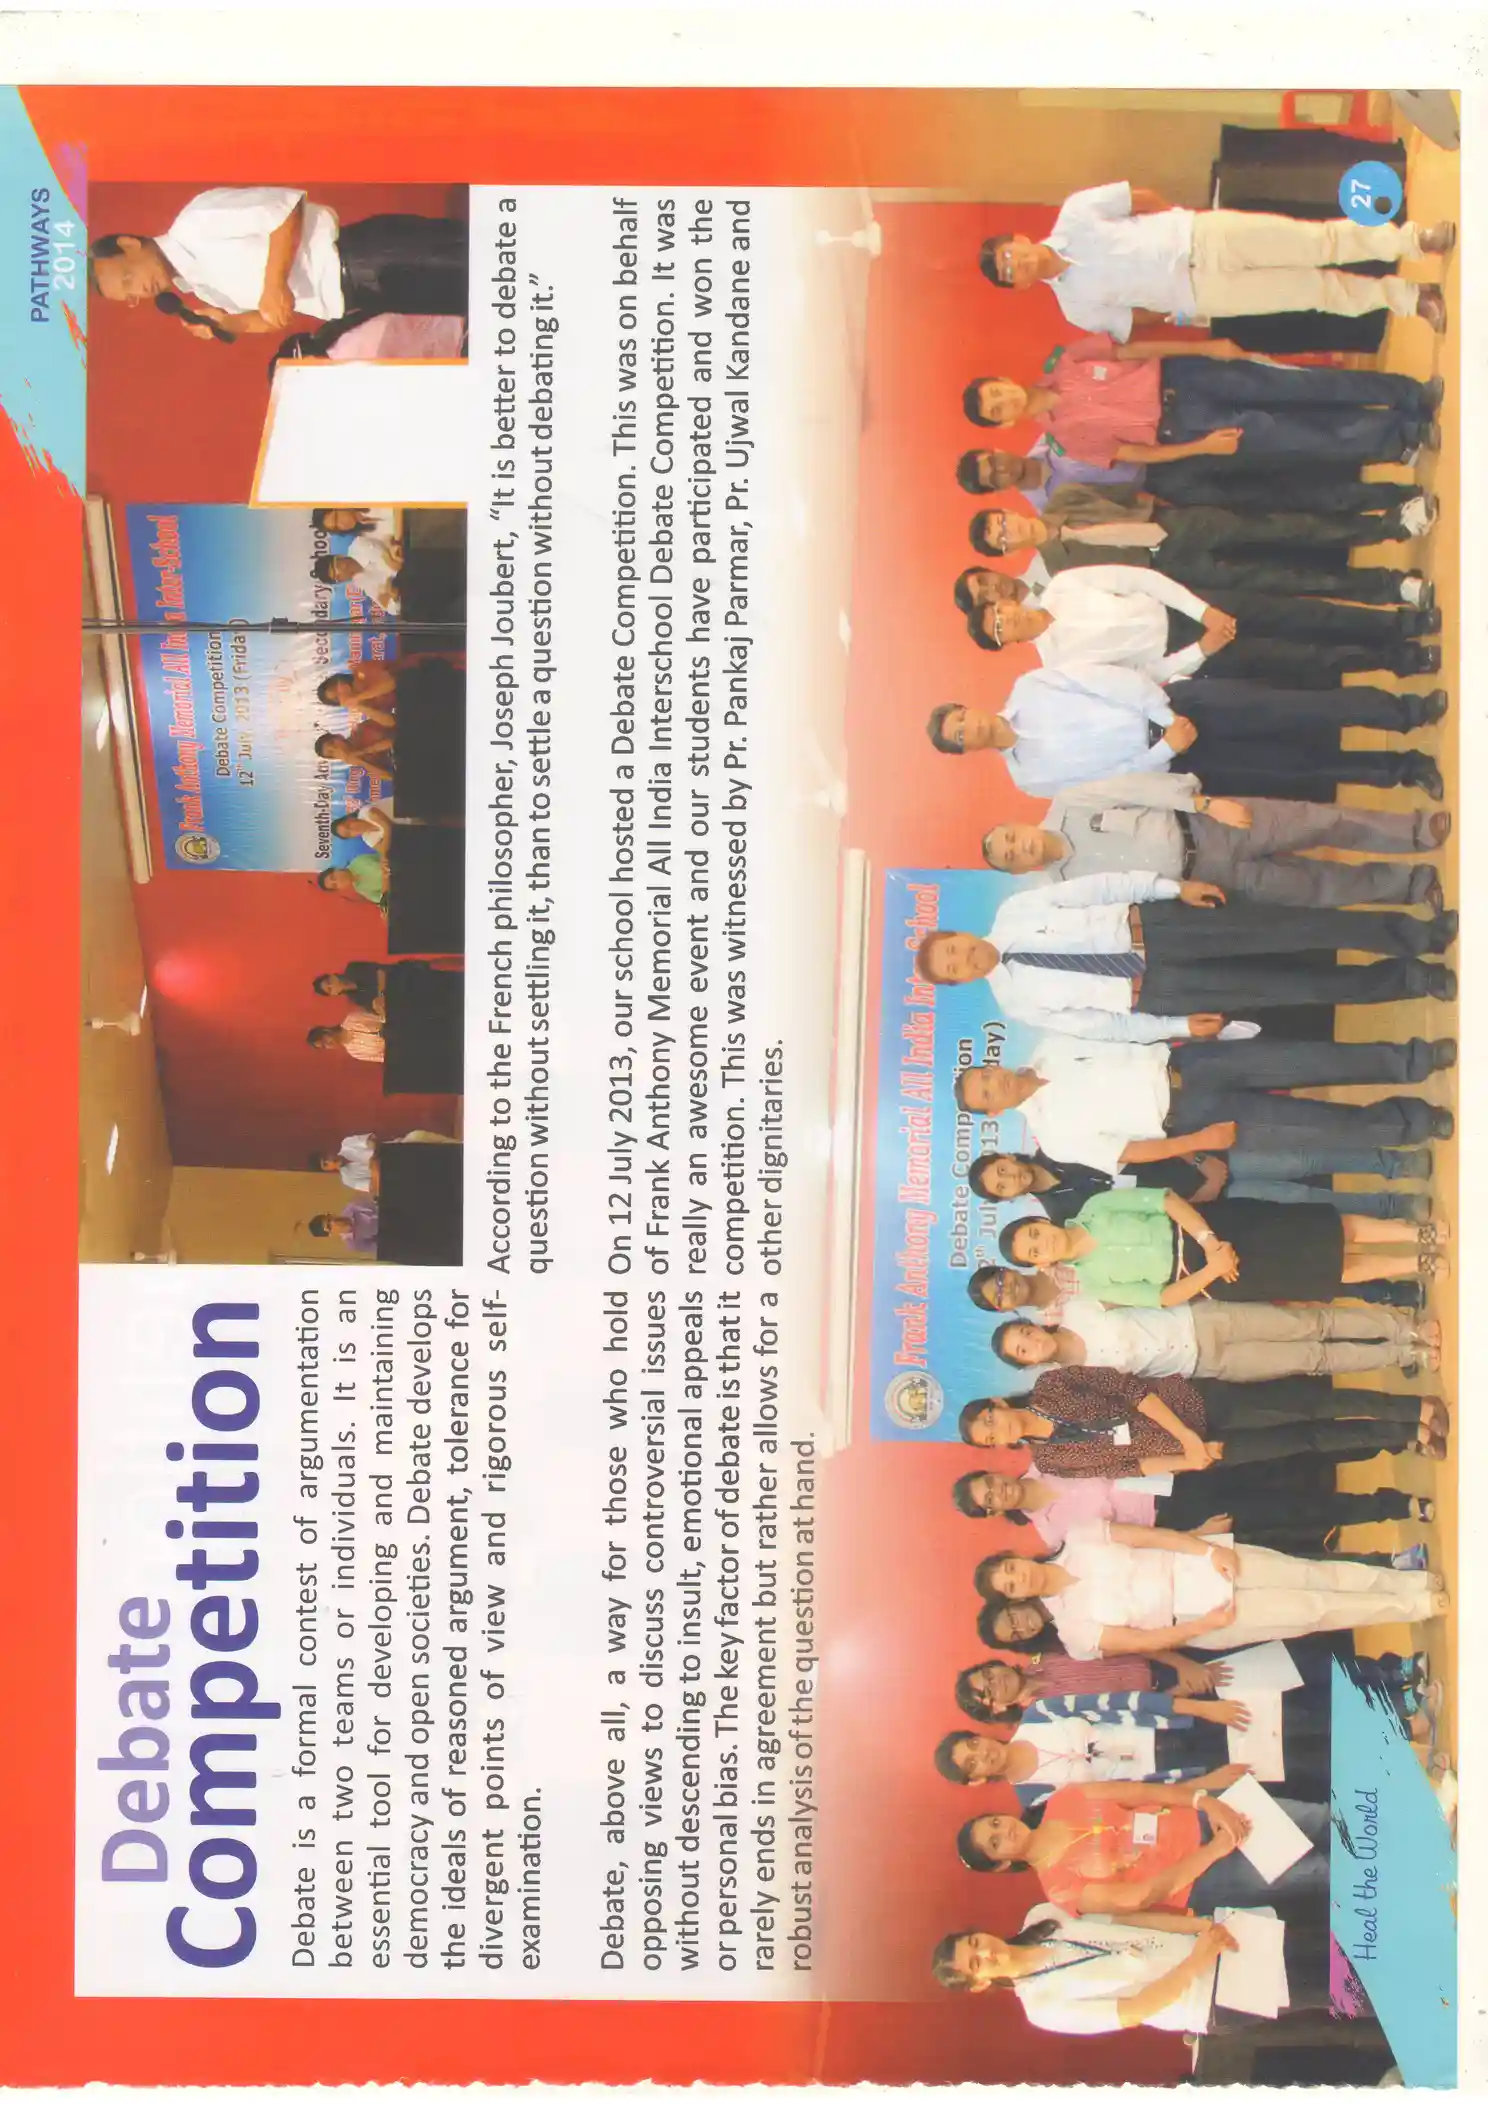 PATHWAYS
2014
Debate
Competition
Debate is a formal contest of argumentation
between two teams or individuals. It is an
essential tool for developing and maintaining
democracy and open societies. Debate develops
the ideals of reasoned argument, tolerance for
divergent points of view and rigorous self-
examination.
Debate, above all, a way for those who hold
opposing views to discuss controversial issues
without descending to insult, emotional appeals
or personal bias. The key factor of debate is that it
rarely ends in agreement but rather allows for a
robust analysis of the question at hand.
Frank Anthony Memorial All India Inter-School
Debate Competition
12th July, 2013 (Friday)
Seventh-Day
Secondary School
According to the French philosopher, Joseph Joubert, “It is better to debate a
question without settling it, than to settle a question without debating it.”
On 12 July 2013, our school hosted a Debate Competition. This was on behalf
of Frank Anthony Memorial All India Interschool Debate Competition. It was
really an awesome event and our students have participated and won the
competition. This was witnessed by Pr. Pankaj Parmar, Pr. Ujwal Kandane and
other dignitaries.
Frank Anthony Memorial All India Inter-School
Debate Competition
July 2013
Heal the World
27